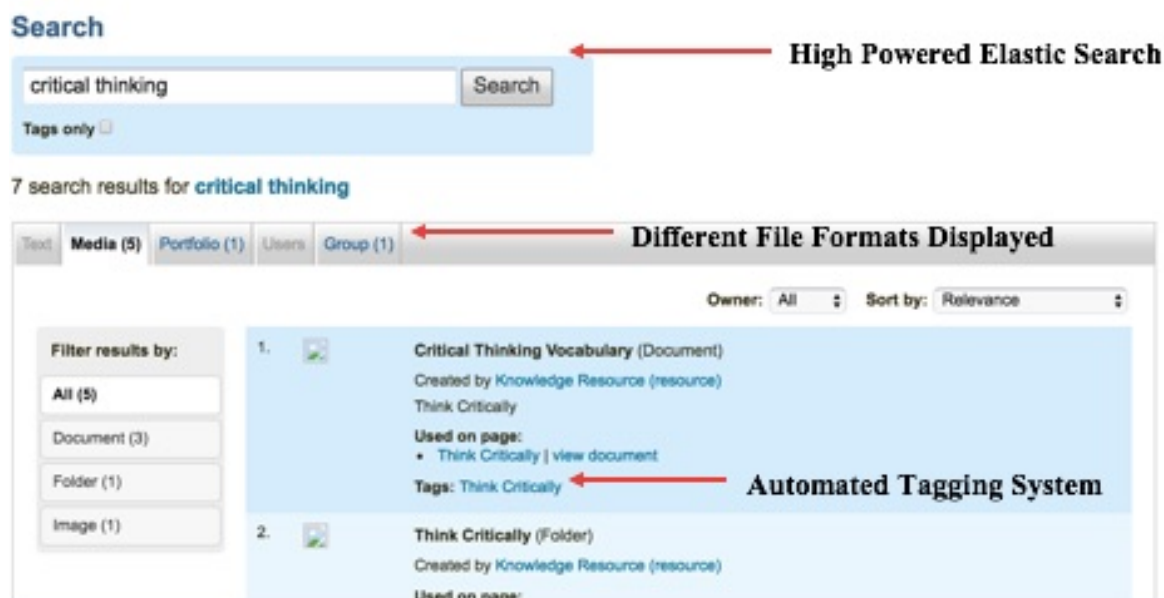 Search
High Powered Elastic Search
critical thinking Search
Tags only
7 search results for critical thinking
Text Media (5) Portfolio (1) Users Group (1)
Different File Formats Displayed
Owner: All Sort by: Relevance
Filter results by:
All (5)
Document (3)
Folder (1)
Image (1)
1. Critical Thinking Vocabulary (Document)
Created by Knowledge Resource (resource)
Think Critically
Used on page:
• Think Critically | view document
Tags: Think Critically
Automated Tagging System
2. Think Critically (Folder)
Created by Knowledge Resource (resource)
Used on page: